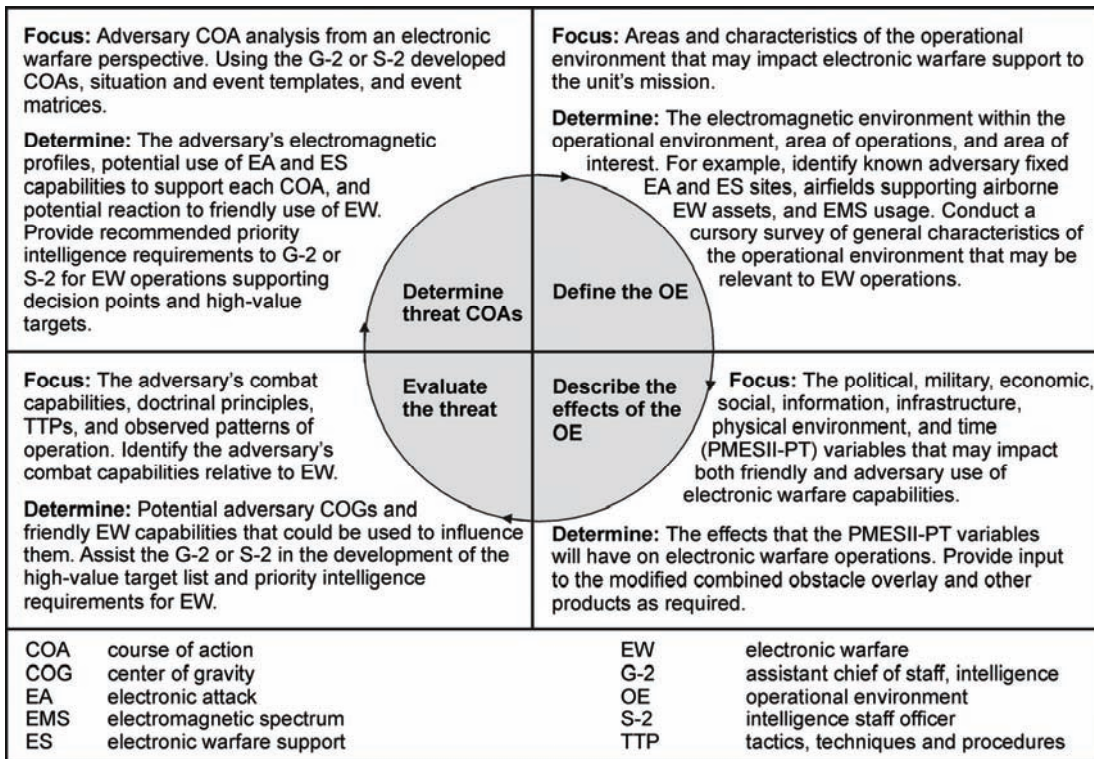 Focus: Adversary COA analysis from an electronic
warfare perspective. Using the G-2 or S-2 developed
COAs, situation and event templates, and event
matrices.
Determine: The adversary's electromagnetic
profiles, potential use of EA and ES
capabilities to support each COA, and
potential reaction to friendly use of EW.
Provide recommended priority
intelligence requirements to G-2 or
S-2 for EW operations supporting
decision points and high-value
targets.
Determine
threat COAs
Focus: Areas and characteristics of the operational
environment that may impact electronic warfare support to
the unit's mission.
Determine: The electromagnetic environment within the
operational environment, area of operations, and area of
interest. For example, identify known adversary fixed
EA and ES sites, airfields supporting airborne
EW assets, and EMS usage. Conduct a
cursory survey of general characteristics of
the operational environment that may be
relevant to EW operations.
Define the OE
Focus: The adversary's combat
capabilities, doctrinal principles,
TTPs, and observed patterns of
operation. Identify the adversary's
combat capabilities relative to EW.
Determine: Potential adversary COGs and
friendly EW capabilities that could be used to influence
them. Assist the G-2 or S-2 in the development of the
high-value target list and priority intelligence
requirements for EW.
Evaluate
the threat
Describe the
effects of the
OE
Focus: The political, military, economic,
social, information, infrastructure,
physical environment, and time
(PMESII-PT) variables that may impact
both friendly and adversary use of
electronic warfare capabilities.
Determine: The effects that the PMESII-PT variables
will have on electronic warfare operations. Provide input
to the modified combined obstacle overlay and other
products as required.
COA course of action
COG center of gravity
EA electronic attack
EMS electromagnetic spectrum
ES electronic warfare support
EW electronic warfare
G-2 assistant chief of staff, intelligence
OE operational environment
S-2 intelligence staff officer
TTP tactics, techniques and procedures